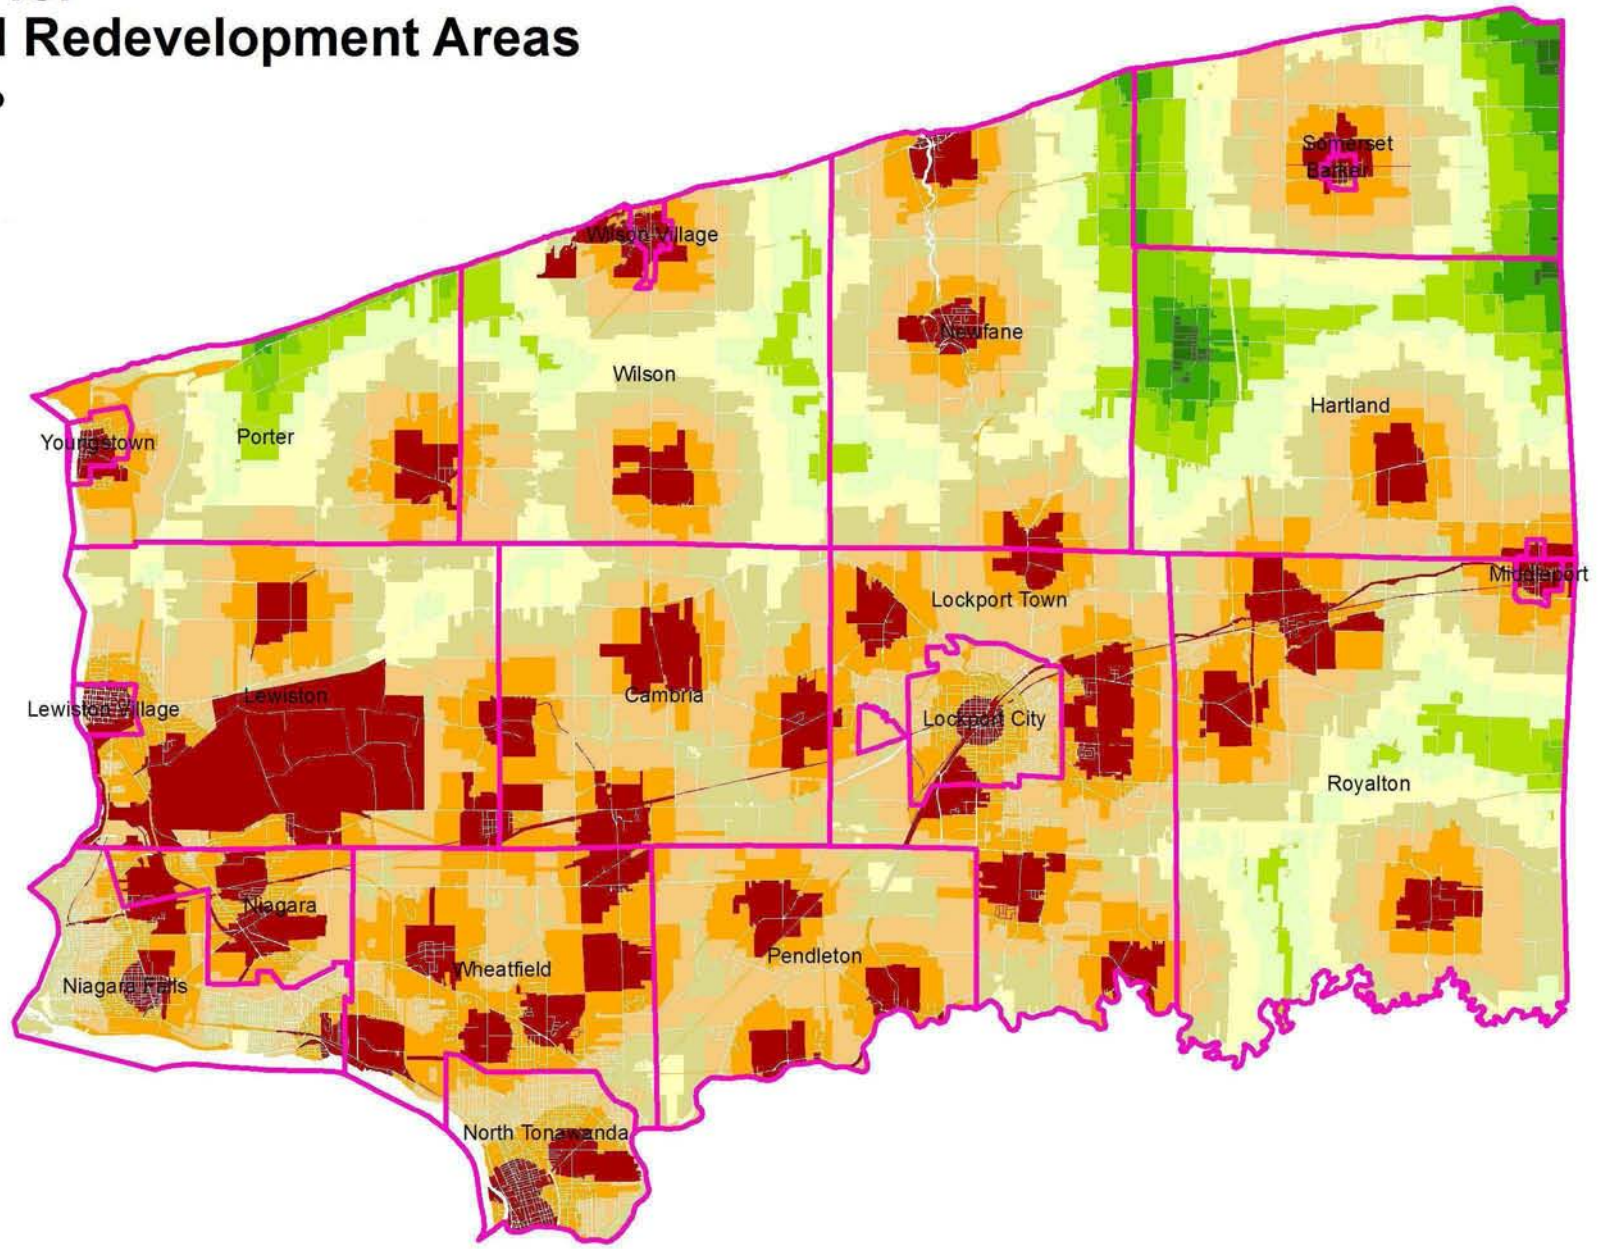 Redevelopment Areas
Somerset
Barker
Wilson Village
Newfane
Wilson
Hartland
Youngstown
Porter
Middleport
Lockport Town
Lewiston
Cambria
Lewiston Village
Lockport City
Royalton
Niagara
Pendleton
Wheatfield
Niagara Falls
North Tonawanda